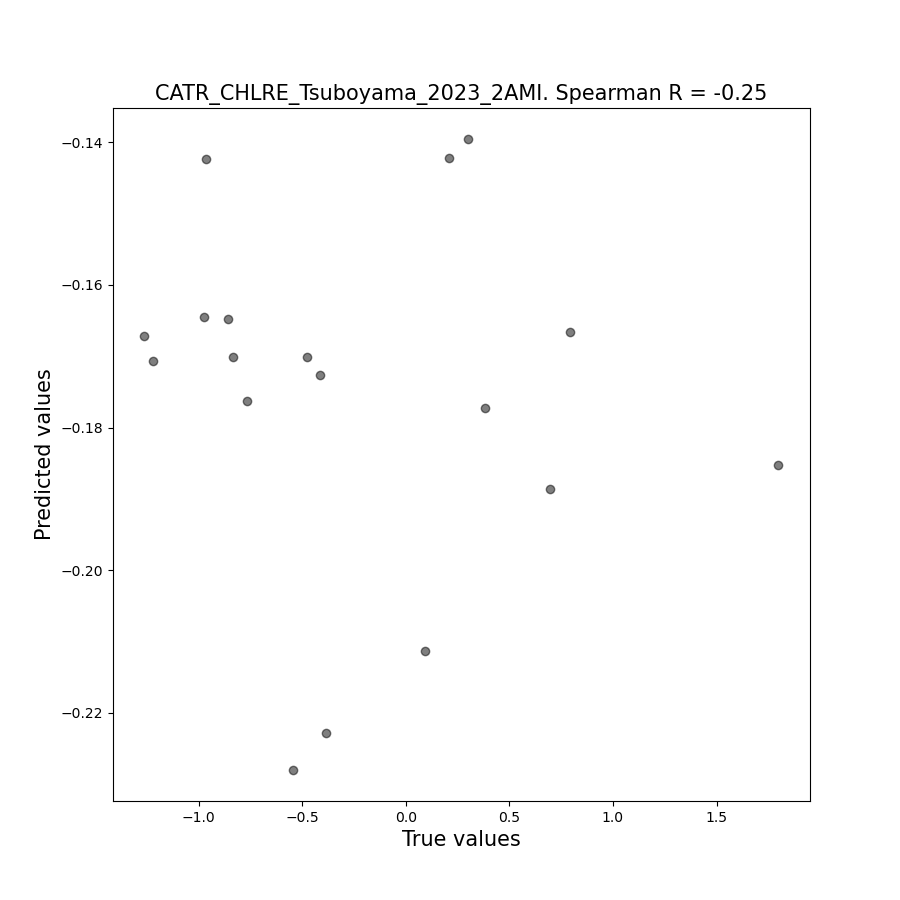 CATR_CHLRE_Tsuboyama_2023_2AMI. Spearman R = -0.25
−0.14
−0.16
−0.18
−0.20
−0.22
Predicted values
−1.0 −0.5 0.0 0.5 1.0 1.5
True values